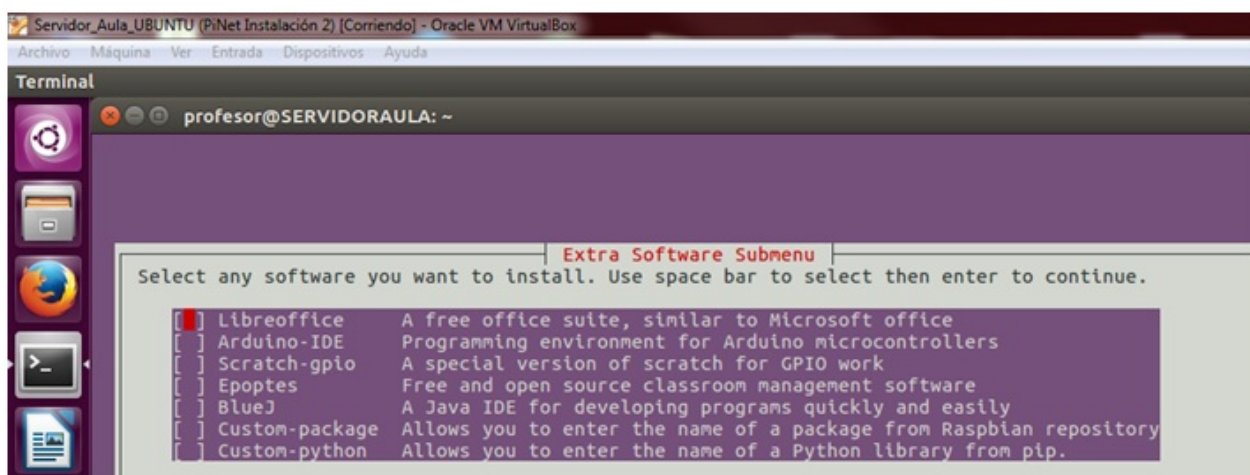 Servidor_Aula_UBUNTU (PiNet Instalación 2) [Corriendo] - Oracle VM VirtualBox
Archivo Máquina Ver Entrada Dispositivos Ayuda
Terminal
profesor@SERVIDORAULA: ~
Extra Software Submenu
Select any software you want to install. Use space bar to select then enter to continue.
[ ] Libreoffice A free office suite, similar to Microsoft office
[ ] Arduino-IDE Programming environment for Arduino microcontrollers
[ ] Scratch-gpio A special version of scratch for GPIO work
[ ] Epoptes Free and open source classroom management software
[ ] BlueJ A Java IDE for developing programs quickly and easily
[ ] Custom-package Allows you to enter the name of a package from Raspbian repository
[ ] Custom-python Allows you to enter the name of a Python library from pip.